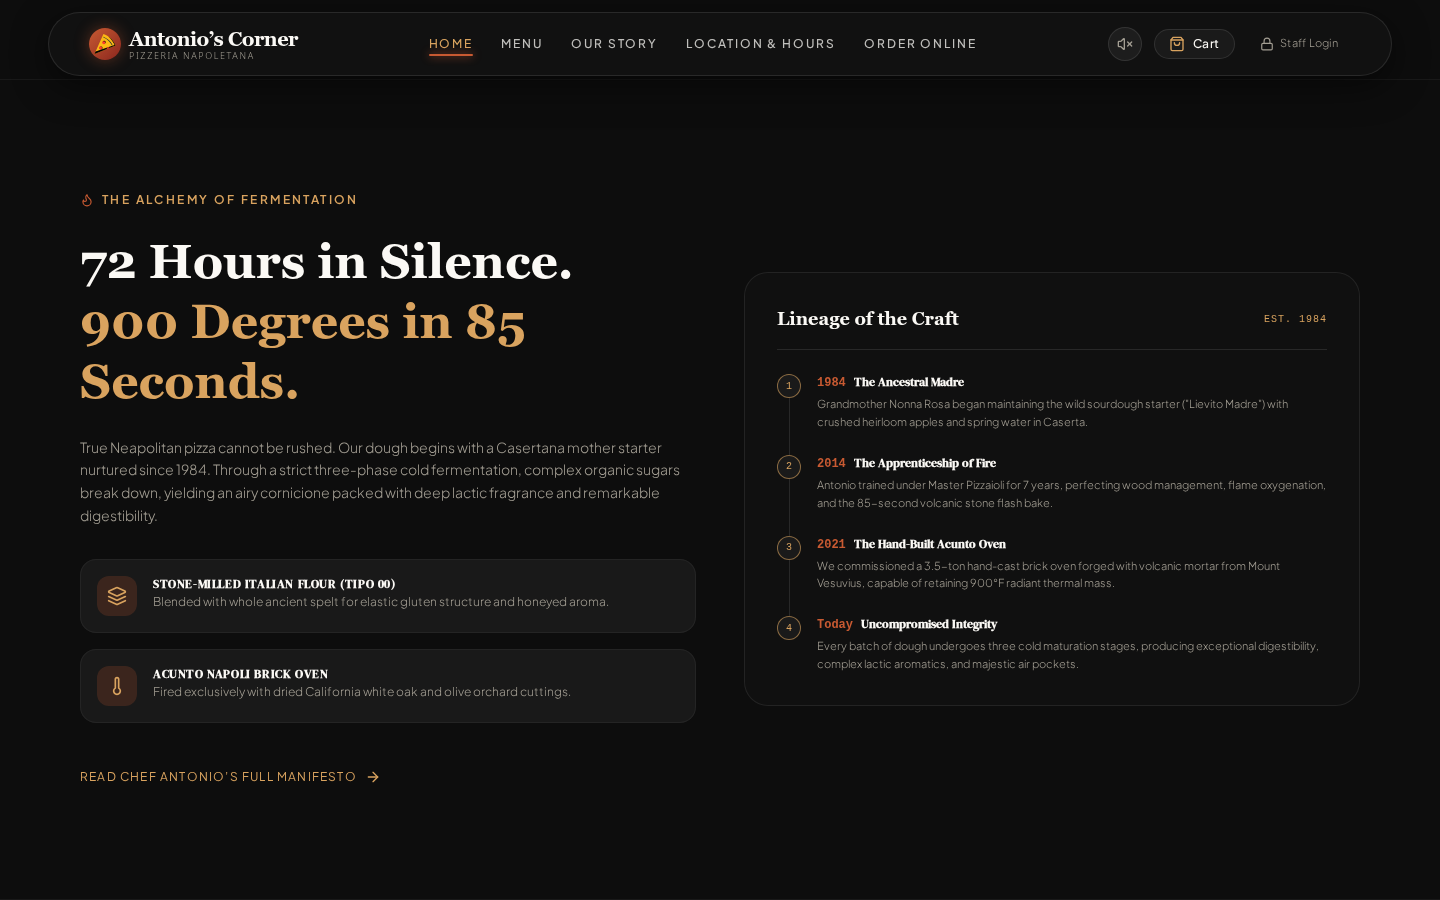 Antonio's Corner
PIZZERIA NAPOLETANA
HOME
MENU
OUR STORY
LOCATION & HOURS
ORDER ONLINE
Cart
Staff Login
THE ALCHEMY OF FERMENTATION
72 Hours in Silence.
900 Degrees in 85
Seconds.
True Neapolitan pizza cannot be rushed. Our dough begins with a Casertana mother starter
nurtured since 1984. Through a strict three-phase cold fermentation, complex organic sugars
break down, yielding an airy cornicione packed with deep lactic fragrance and remarkable
digestibility.
STONE-MILLED ITALIAN FLOUR (TIPO 00)
Blended with whole ancient spelt for elastic gluten structure and honeyed aroma.
ACUNTO NAPOLI BRICK OVEN
Fired exclusively with dried California white oak and olive orchard cuttings.
READ CHEF ANTONIO'S FULL MANIFESTO
Lineage of the Craft
EST. 1984
1
1984 The Ancestral Madre
Grandmother Nonna Rosa began maintaining the wild sourdough starter ("Lievito Madre") with
crushed heirloom apples and spring water in Caserta.
2
2014 The Apprenticeship of Fire
Antonio trained under Master Pizzaioli for 7 years, perfecting wood management, flame oxygenation,
and the 85-second volcanic stone flash bake.
3
2021 The Hand-Built Acunto Oven
We commissioned a 3.5-ton hand-cast brick oven forged with volcanic mortar from Mount
Vesuvius, capable of retaining 900°F radiant thermal mass.
4
Today Uncompromised Integrity
Every batch of dough undergoes three cold maturation stages, producing exceptional digestibility,
complex lactic aromatics, and majestic air pockets.